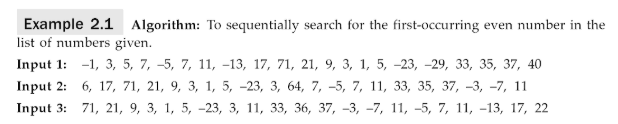 Example 2.1 Algorithm: To sequentially search for the first-occurring even number in the
list of numbers given.
Input 1: –1, 3, 5, 7, –5, 7, 11, –13, 17, 71, 21, 9, 3, 1, 5, –23, –29, 33, 35, 37, 40
Input 2: 6, 17, 71, 21, 9, 3, 1, 5, –23, 3, 64, 7, –5, 7, 11, 33, 35, 37, –3, –7, 11
Input 3: 71, 21, 9, 3, 1, 5, –23, 3, 11, 33, 36, 37, –3, –7, 11, –5, 7, 11, –13, 17, 22